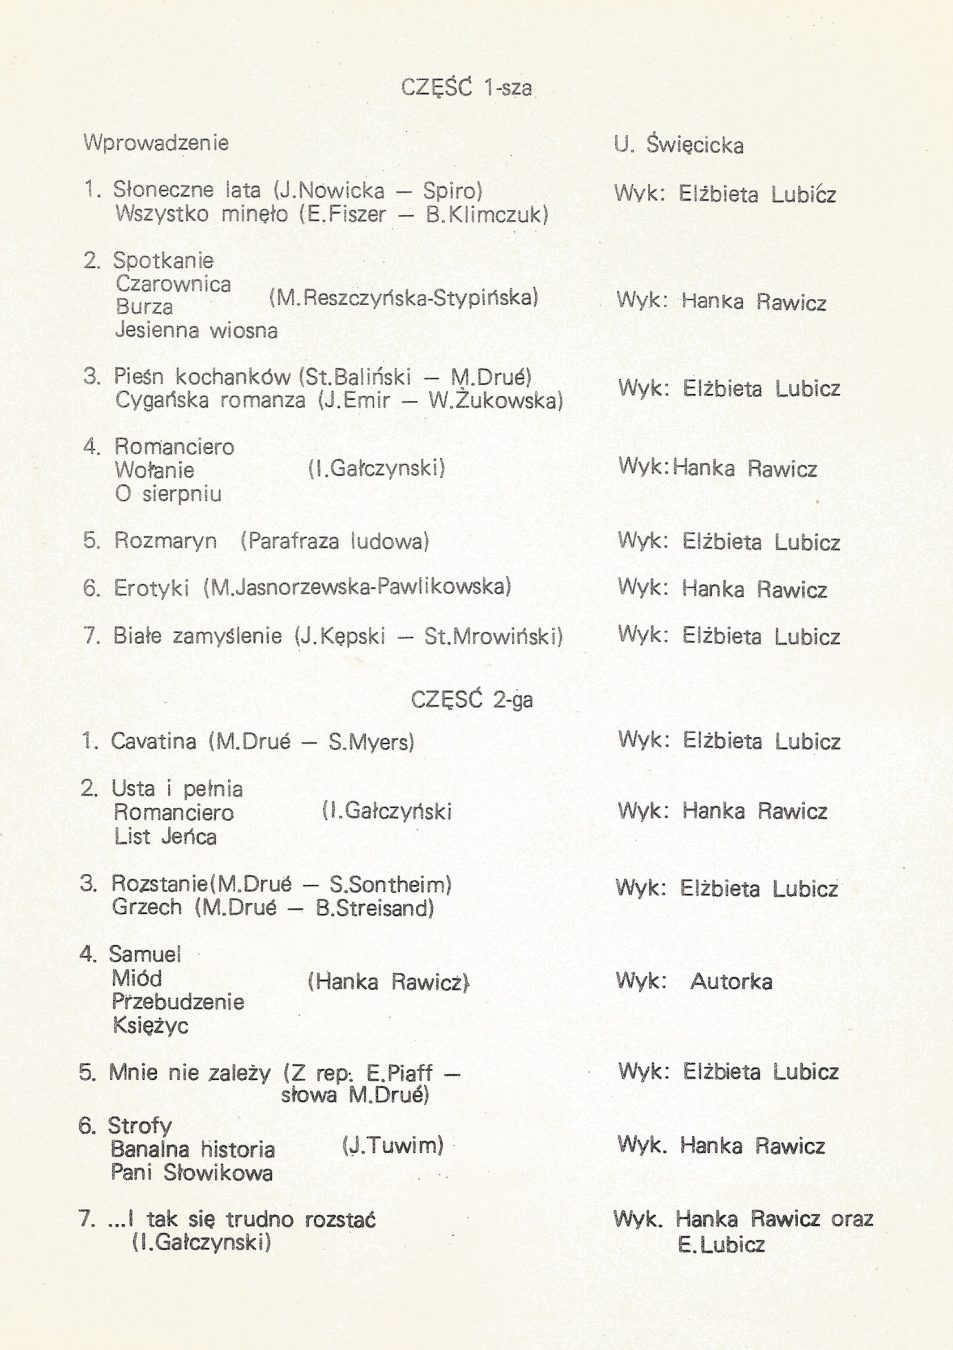 CZĘŚĆ 1-sza
Wprowadzenie U. Święcicka
1. Słoneczne lata (J.Nowicka — Spiro) Wyk: Elżbieta Lubićz
Wszystko minęło (E.Fiszer — B.Klimczuk)
2. Spotkanie
Czarownica
Burza (M.Reszczyńska-Stypińska) Wyk: Hanka Rawicz
Jesienna wiosna
3. Pieśn kochanków (St.Baliński — M.Drué) Wyk: Elżbieta Lubicz
Cygańska romanza (J.Emir — W.Żukowska)
4. Romanciero
Wołanie (I.Gałczynski) Wyk:Hanka Rawicz
O sierpniu
5. Rozmaryn (Parafraza ludowa) Wyk: Elżbieta Lubicz
6. Erotyki (M.Jasnorzewska-Pawlikowska) Wyk: Hanka Rawicz
7. Białe zamyślenie (J.Kępski — St.Mrowiński) Wyk: Elżbieta Lubicz
CZĘSĆ 2-ga
1. Cavatina (M.Drué — S.Myers) Wyk: Elżbieta Lubicz
2. Usta i pełnia
Romanciero (I.Gałczyński Wyk: Hanka Rawicz
List Jeńca
3. Rozstanie(M.Drué — S.Sontheim) Wyk: Elżbieta Lubicz
Grzech (M.Drué — B.Streisand)
4. Samuel
Miód (Hanka Rawicz) Wyk: Autorka
Przebudzenie
Księżyc
5. Mnie nie zależy (Z rep. E.Piaff — Wyk: Elżbieta Lubicz
słowa M.Drué)
6. Strofy
Banalna historia (J.Tuwim) Wyk. Hanka Rawicz
Pani Słowikowa
7. ...I tak się trudno rozstać Wyk. Hanka Rawicz oraz
(I.Gałczynski) E.Lubicz